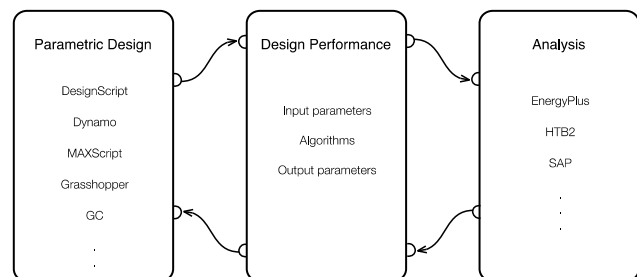 Parametric Design
DesignScript
Dynamo
MAXScript
Grasshopper
GC
.
.
Design Performance
Input parameters
Algorithms
Output parameters
Analysis
EnergyPlus
HTB2
SAP
.
.
.